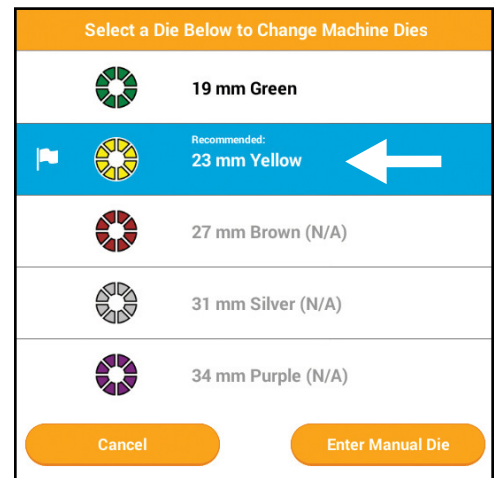 Select a Die Below to Change Machine Dies
19 mm Green
Recommended:
23 mm Yellow
27 mm Brown (N/A)
31 mm Silver (N/A)
34 mm Purple (N/A)
Cancel
Enter Manual Die